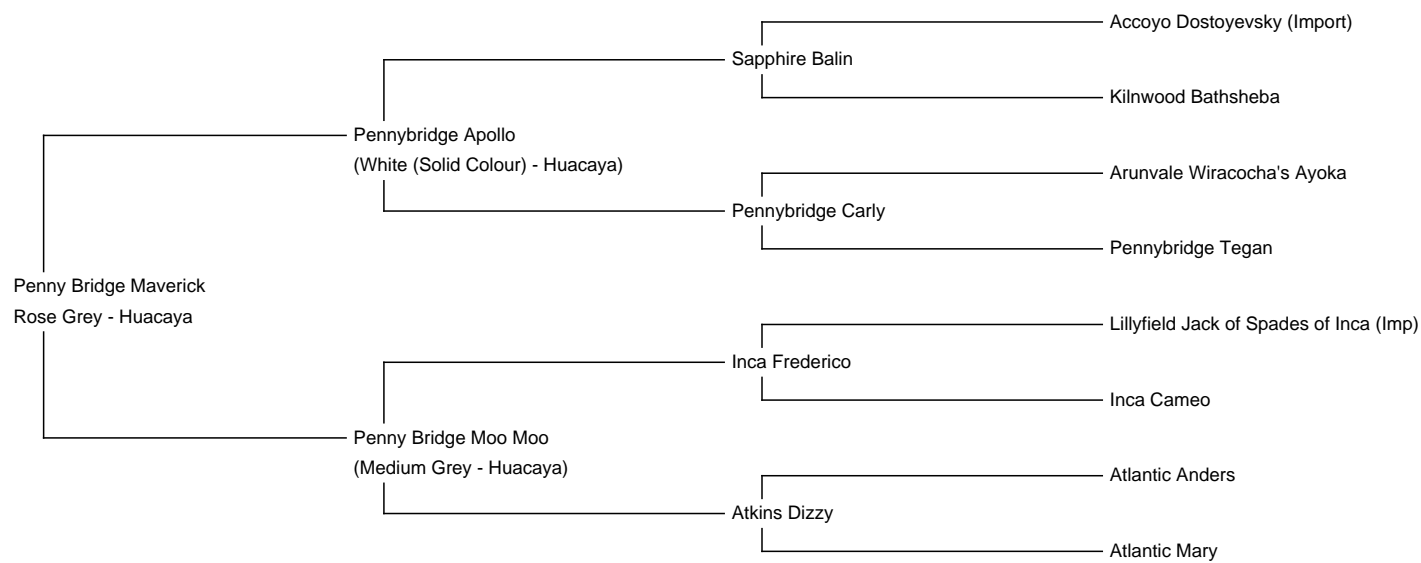 Accoyo Dostoyevsky (Import)
Sapphire Balin
Kilnwood Bathsheba
Pennybridge Apollo
(White (Solid Colour) - Huacaya)
Arunvale Wiracocha's Ayoka
Pennybridge Carly
Pennybridge Tegan
Penny Bridge Maverick
Rose Grey - Huacaya
Lillyfield Jack of Spades of Inca (Imp)
Inca Frederico
Inca Cameo
Penny Bridge Moo Moo
(Medium Grey - Huacaya)
Atlantic Anders
Atkins Dizzy
Atlantic Mary